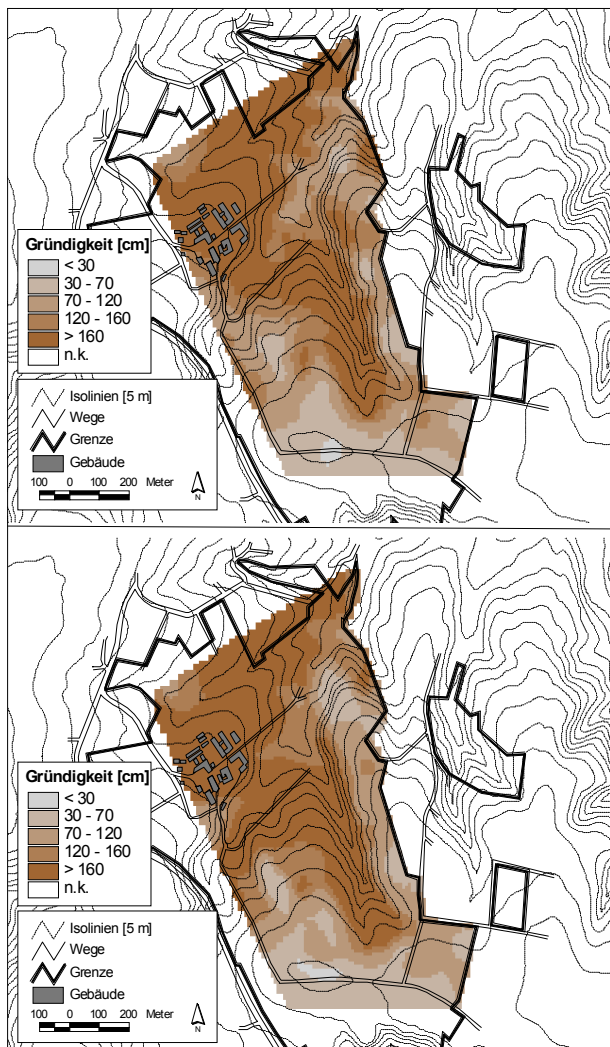 Gründigkeit [cm]
< 30
30 - 70
70 - 120
120 - 160
> 160
n.k.
Isolinien [5 m]
Wege
Grenze
Gebäude
100 0 100 200 Meter
N
Gründigkeit [cm]
< 30
30 - 70
70 - 120
120 - 160
> 160
n.k.
Isolinien [5 m]
Wege
Grenze
Gebäude
100 0 100 200 Meter
N